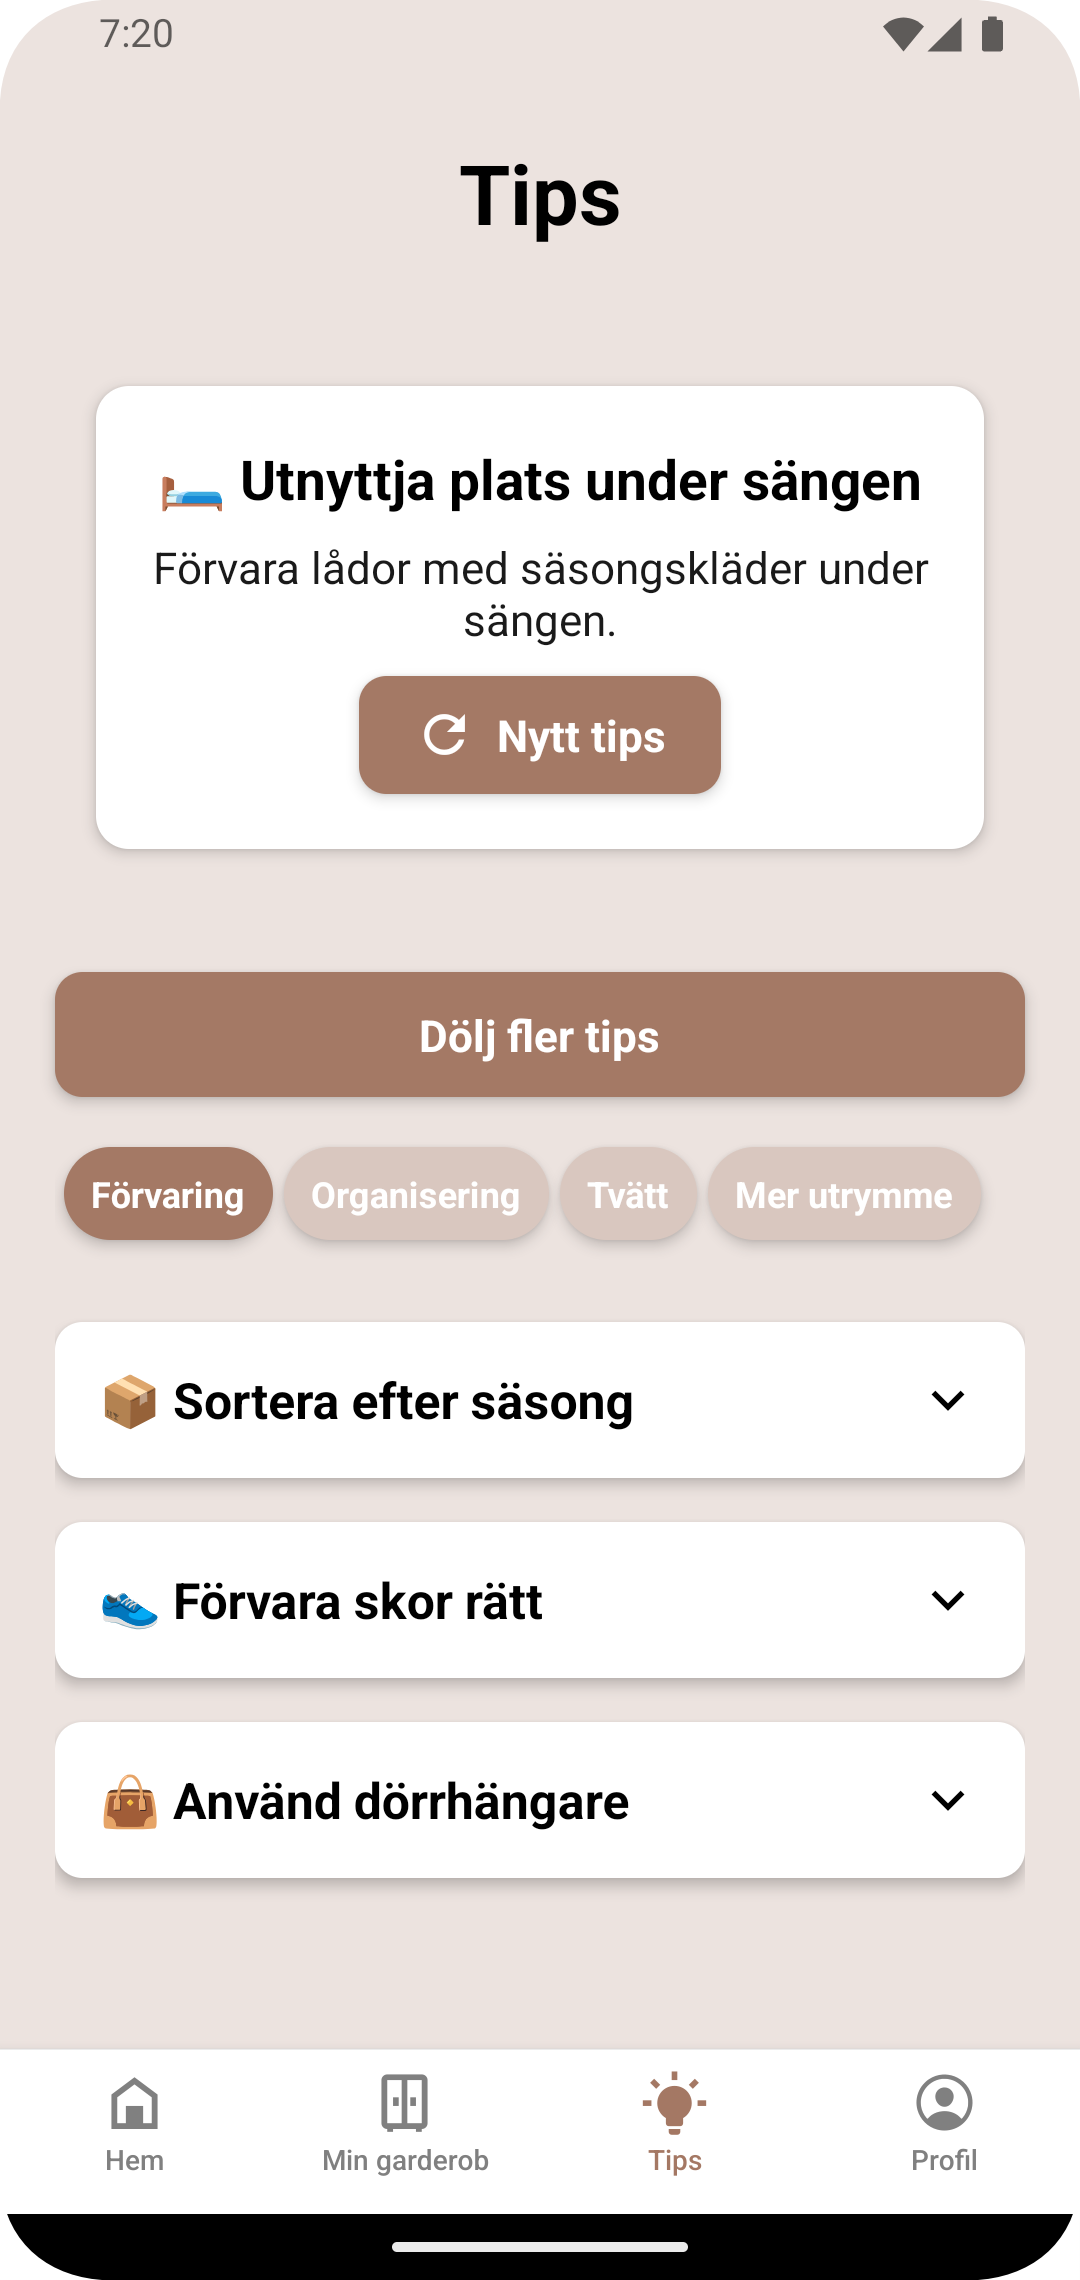 7:20
Tips
🛏️ Utnyttja plats under sängen
Förvara lådor med säsongskläder under
sängen.
Nytt tips
Dölj fler tips
Förvaring
Organisering
Tvätt
Mer utrymme
📦 Sortera efter säsong
👟 Förvara skor rätt
👜 Använd dörrhängare
Hem
Min garderob
Tips
Profil